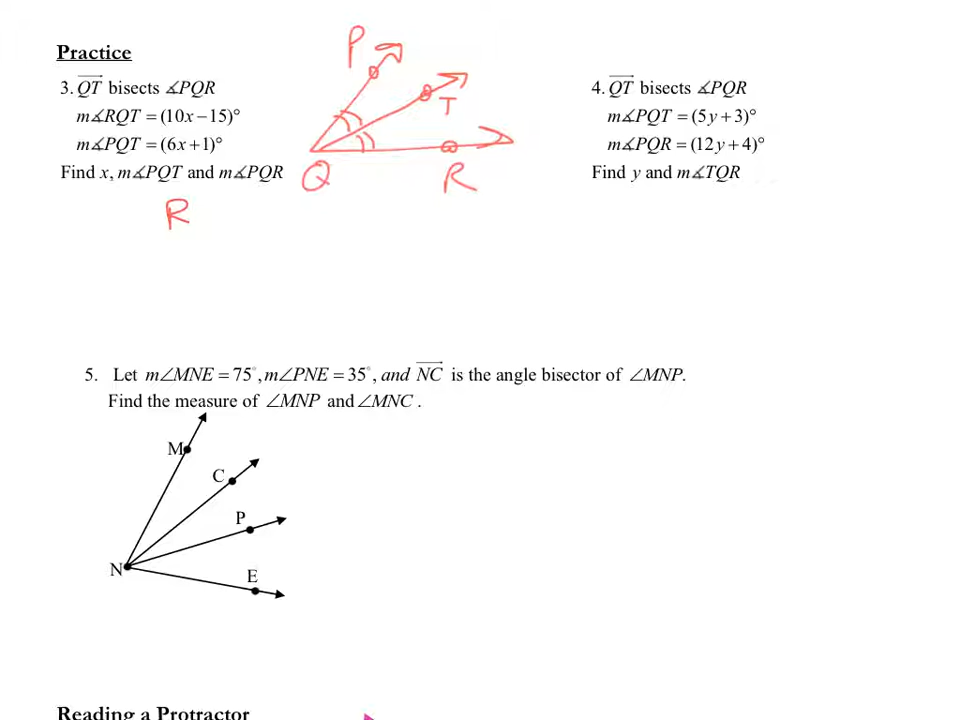 Practice
3. QT bisects ∡PQR
m∡RQT = (10x − 15)°
m∡PQT = (6x + 1)°
Find x, m∡PQT and m∡PQR
R
P
T
Q
R
4. QT bisects ∡PQR
m∡PQT = (5y + 3)°
m∡PQR = (12y + 4)°
Find y and m∡TQR
5. Let m∠MNE = 75°, m∠PNE = 35°, and NC is the angle bisector of ∠MNP.
Find the measure of ∠MNP and ∠MNC.
M
C
P
N
E
Reading a Protractor